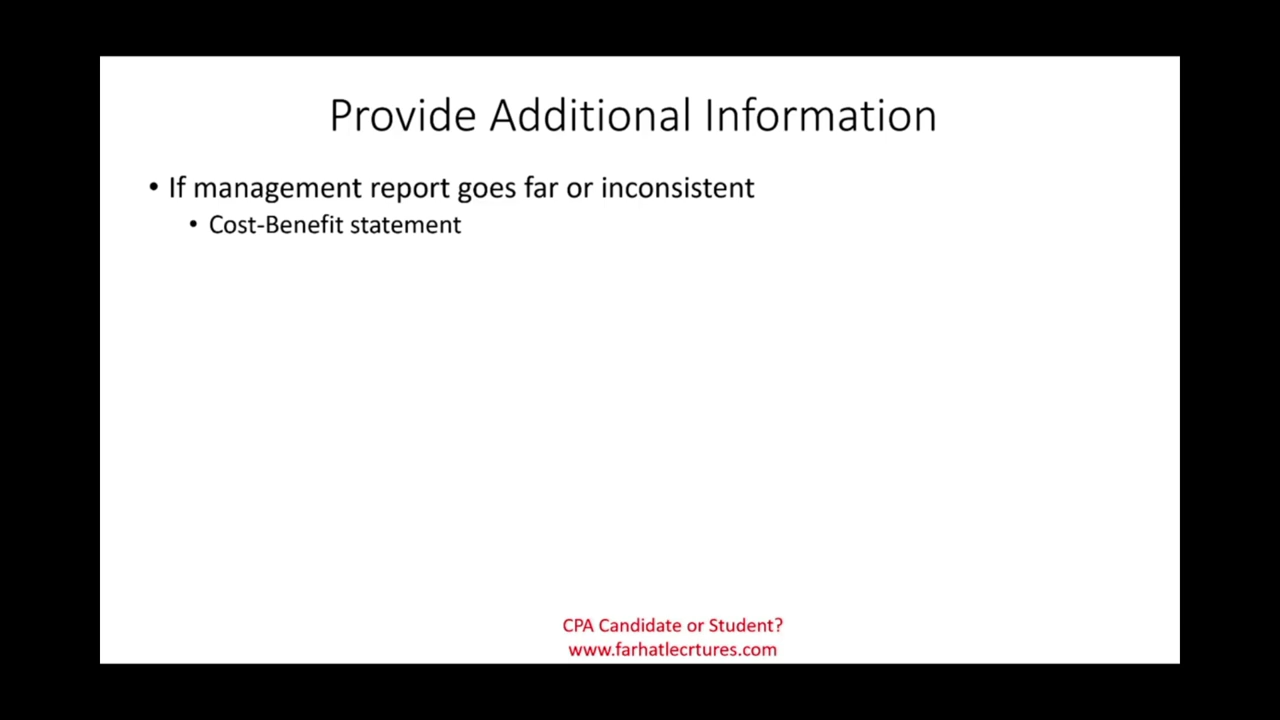 Provide Additional Information
• If management report goes far or inconsistent
• Cost-Benefit statement
CPA Candidate or Student?
www.farhatlecrtures.com